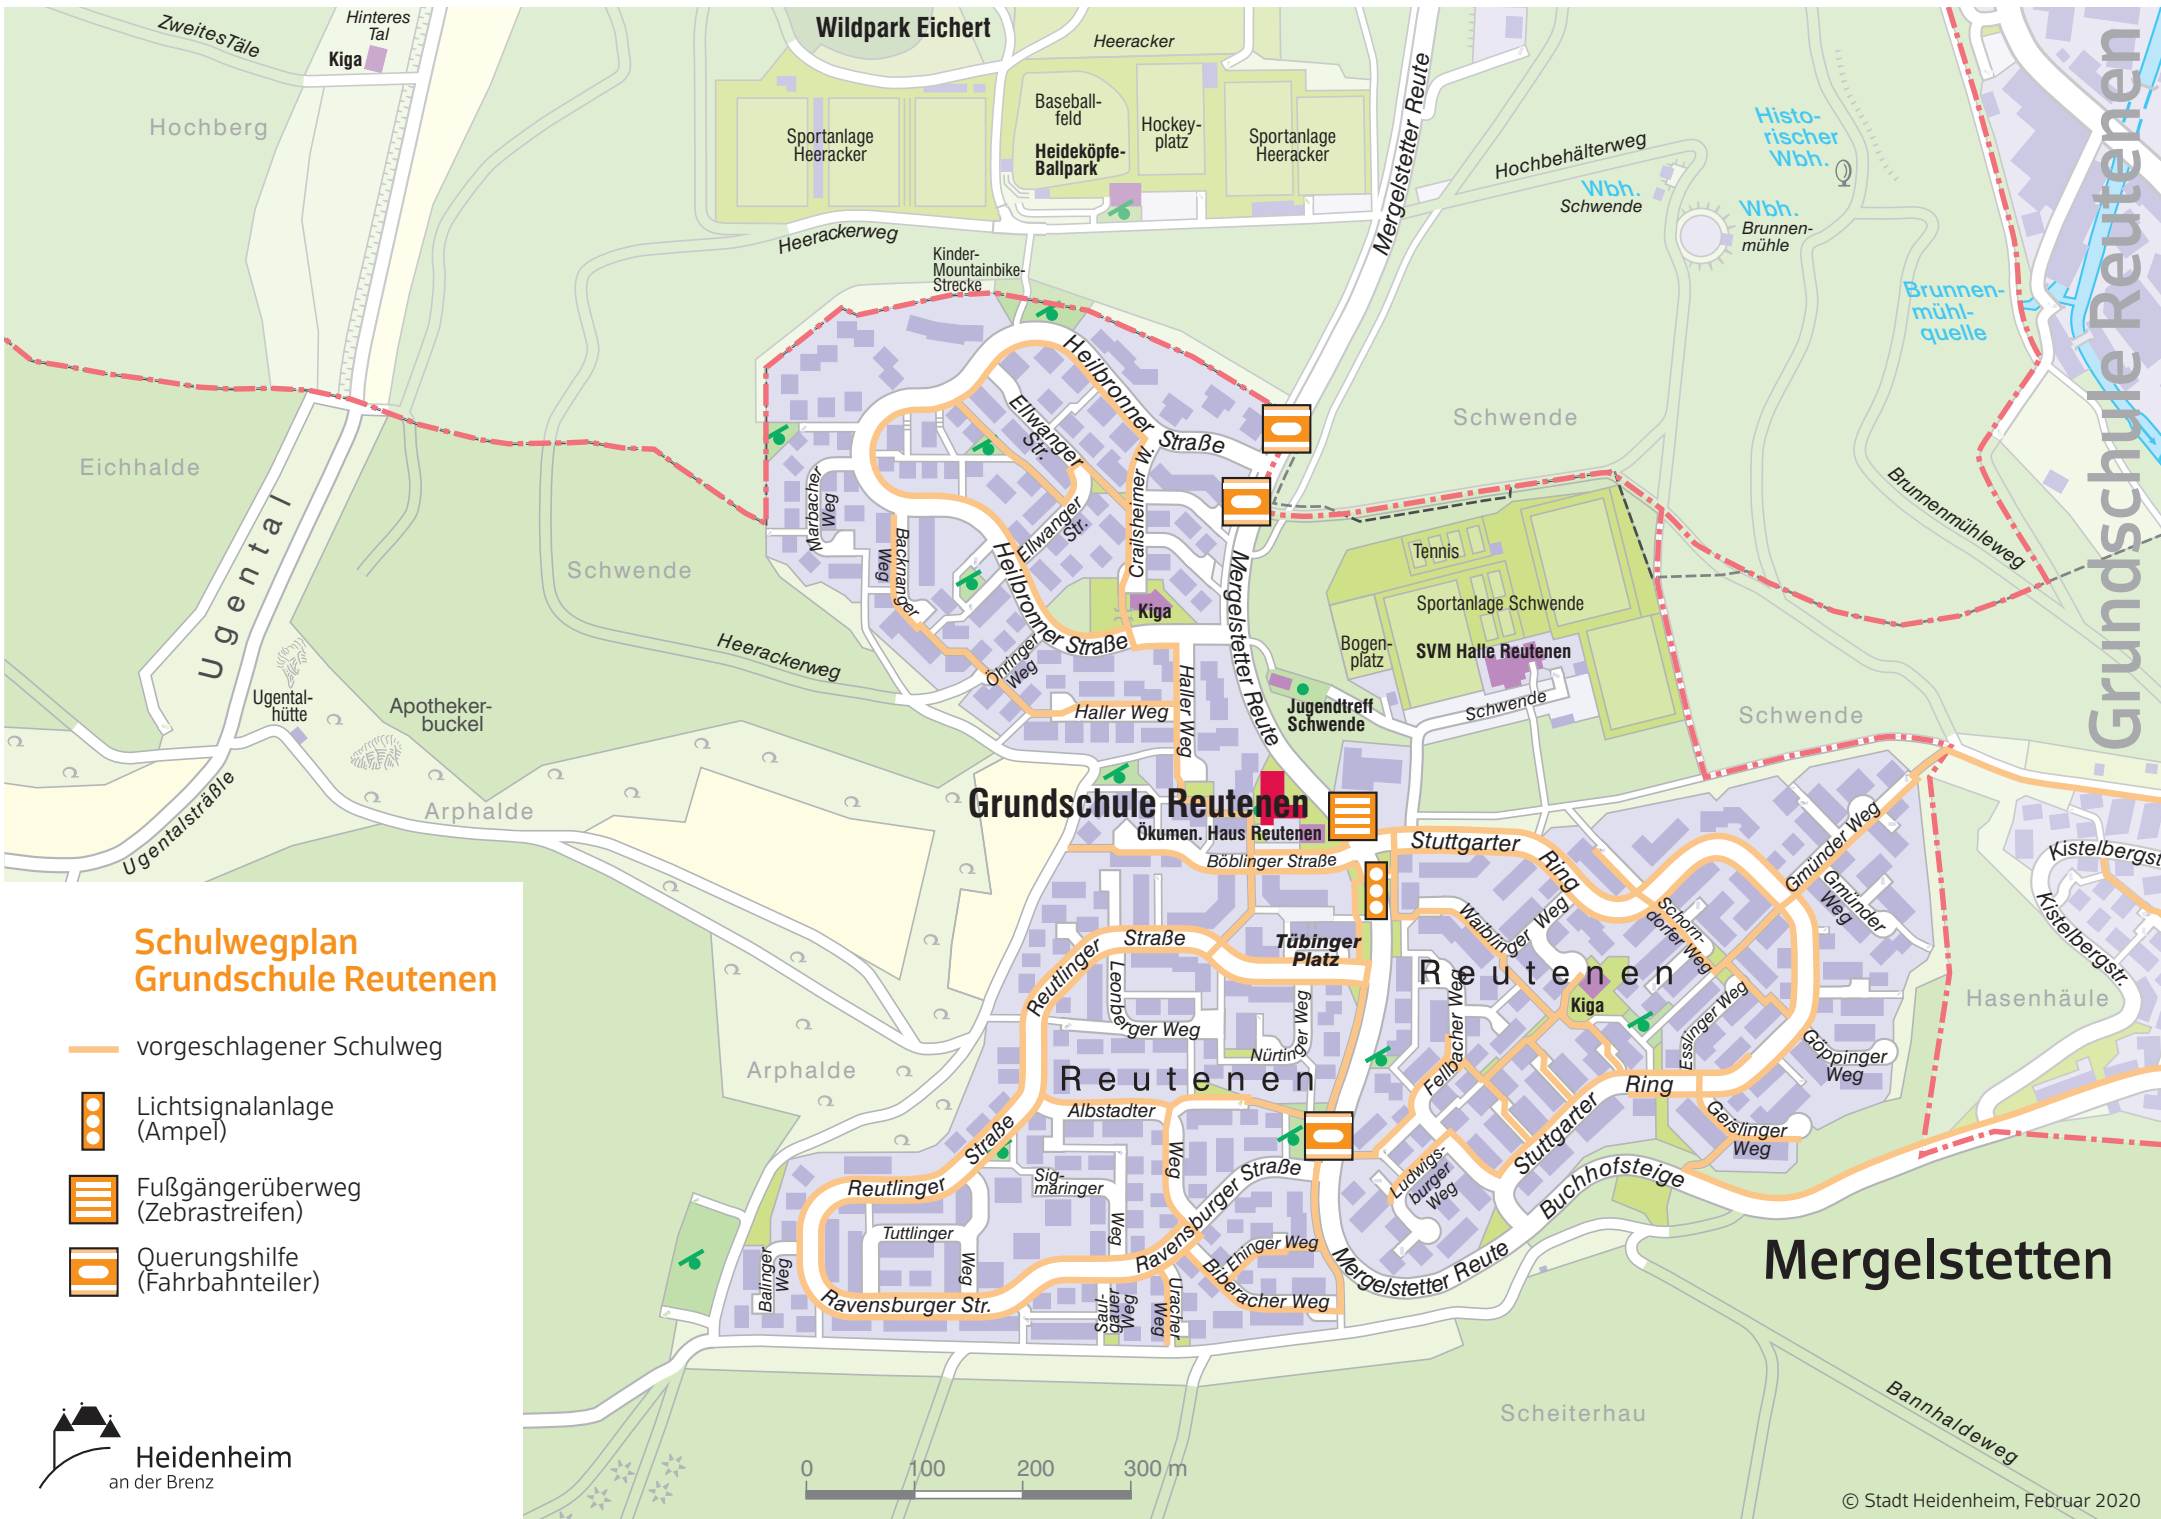 Zweites Täle
Hinteres
Tal
Kiga
Wildpark Eichert
Heeracker
Hochberg
Sportanlage
Heeracker
Baseball-
feld
Heideköpfe-
Ballpark
Hockey-
platz
Sportanlage
Heeracker
Mergelstetter Reute
Mergelstetter Reute
Hochbehälterweg
Wbh.
Schwende
Histo-
rischer
Wbh.
Wbh.
Brunnen-
mühle
Brunnen-
mühl-
quelle
Grundschule Reutenen
Heerackerweg
Kinder-
Mountainbike-
Strecke
Heilbronner Straße
Ellwanger
Str.
Crailsheimer W.
Schwende
Eichhalde
Ugental
Marbacher
Weg
Backnanger
Weg
Ellwanger
Str.
Heilbronner Straße
Schwende
Heerackerweg
Öhringer
Weg
Kiga
Mergelstetter Reute
Haller Weg
Haller Weg
Tennis
Sportanlage Schwende
Bogen-
platz
SVM Halle Reutenen
Schwende
Jugendtreff
Schwende
Schwende
Brunnenmühleweg
Ugental-
hütte
Apotheker-
buckel
Arphalde
Ugentalsträßle
Grundschule Reutenen
Ökumen. Haus Reutenen
Böblinger Straße
Stuttgarter
Ring
Gmünder Weg
Gmünder
Weg
Kistelbergst
Kistelbergstr.
Schorn-
dorfer Weg
Waiblinger Weg
Reutlinger
Straße
Tübinger
Platz
Reutenen
Kiga
Leonberger Weg
Nürtinger Weg
Fellbacher Weg
Esslinger Weg
Göppinger
Weg
Hasenhäule
Arphalde
Reutenen
Albstadter
Weg
Stuttgarter
Ring
Geislinger
Weg
Straße
Reutlinger
Sig-
maringer
Weg
Ravensburger Straße
Ludwigs-
burger
Weg
Buchhofsteige
Tuttlinger
Weg
Balinger
Weg
Ravensburger Str.
Saul-
gauer
Weg
Uracher
Weg
Ehinger Weg
Biberacher Weg
Mergelstetter Reute
Mergelstetten
Scheiterhau
Bannhaldeweg
Schulwegplan
Grundschule Reutenen
vorgeschlagener Schulweg
Lichtsignalanlage
(Ampel)
Fußgängerüberweg
(Zebrastreifen)
Querungshilfe
(Fahrbahnteiler)
Heidenheim
an der Brenz
0 100 200 300 m
© Stadt Heidenheim, Februar 2020